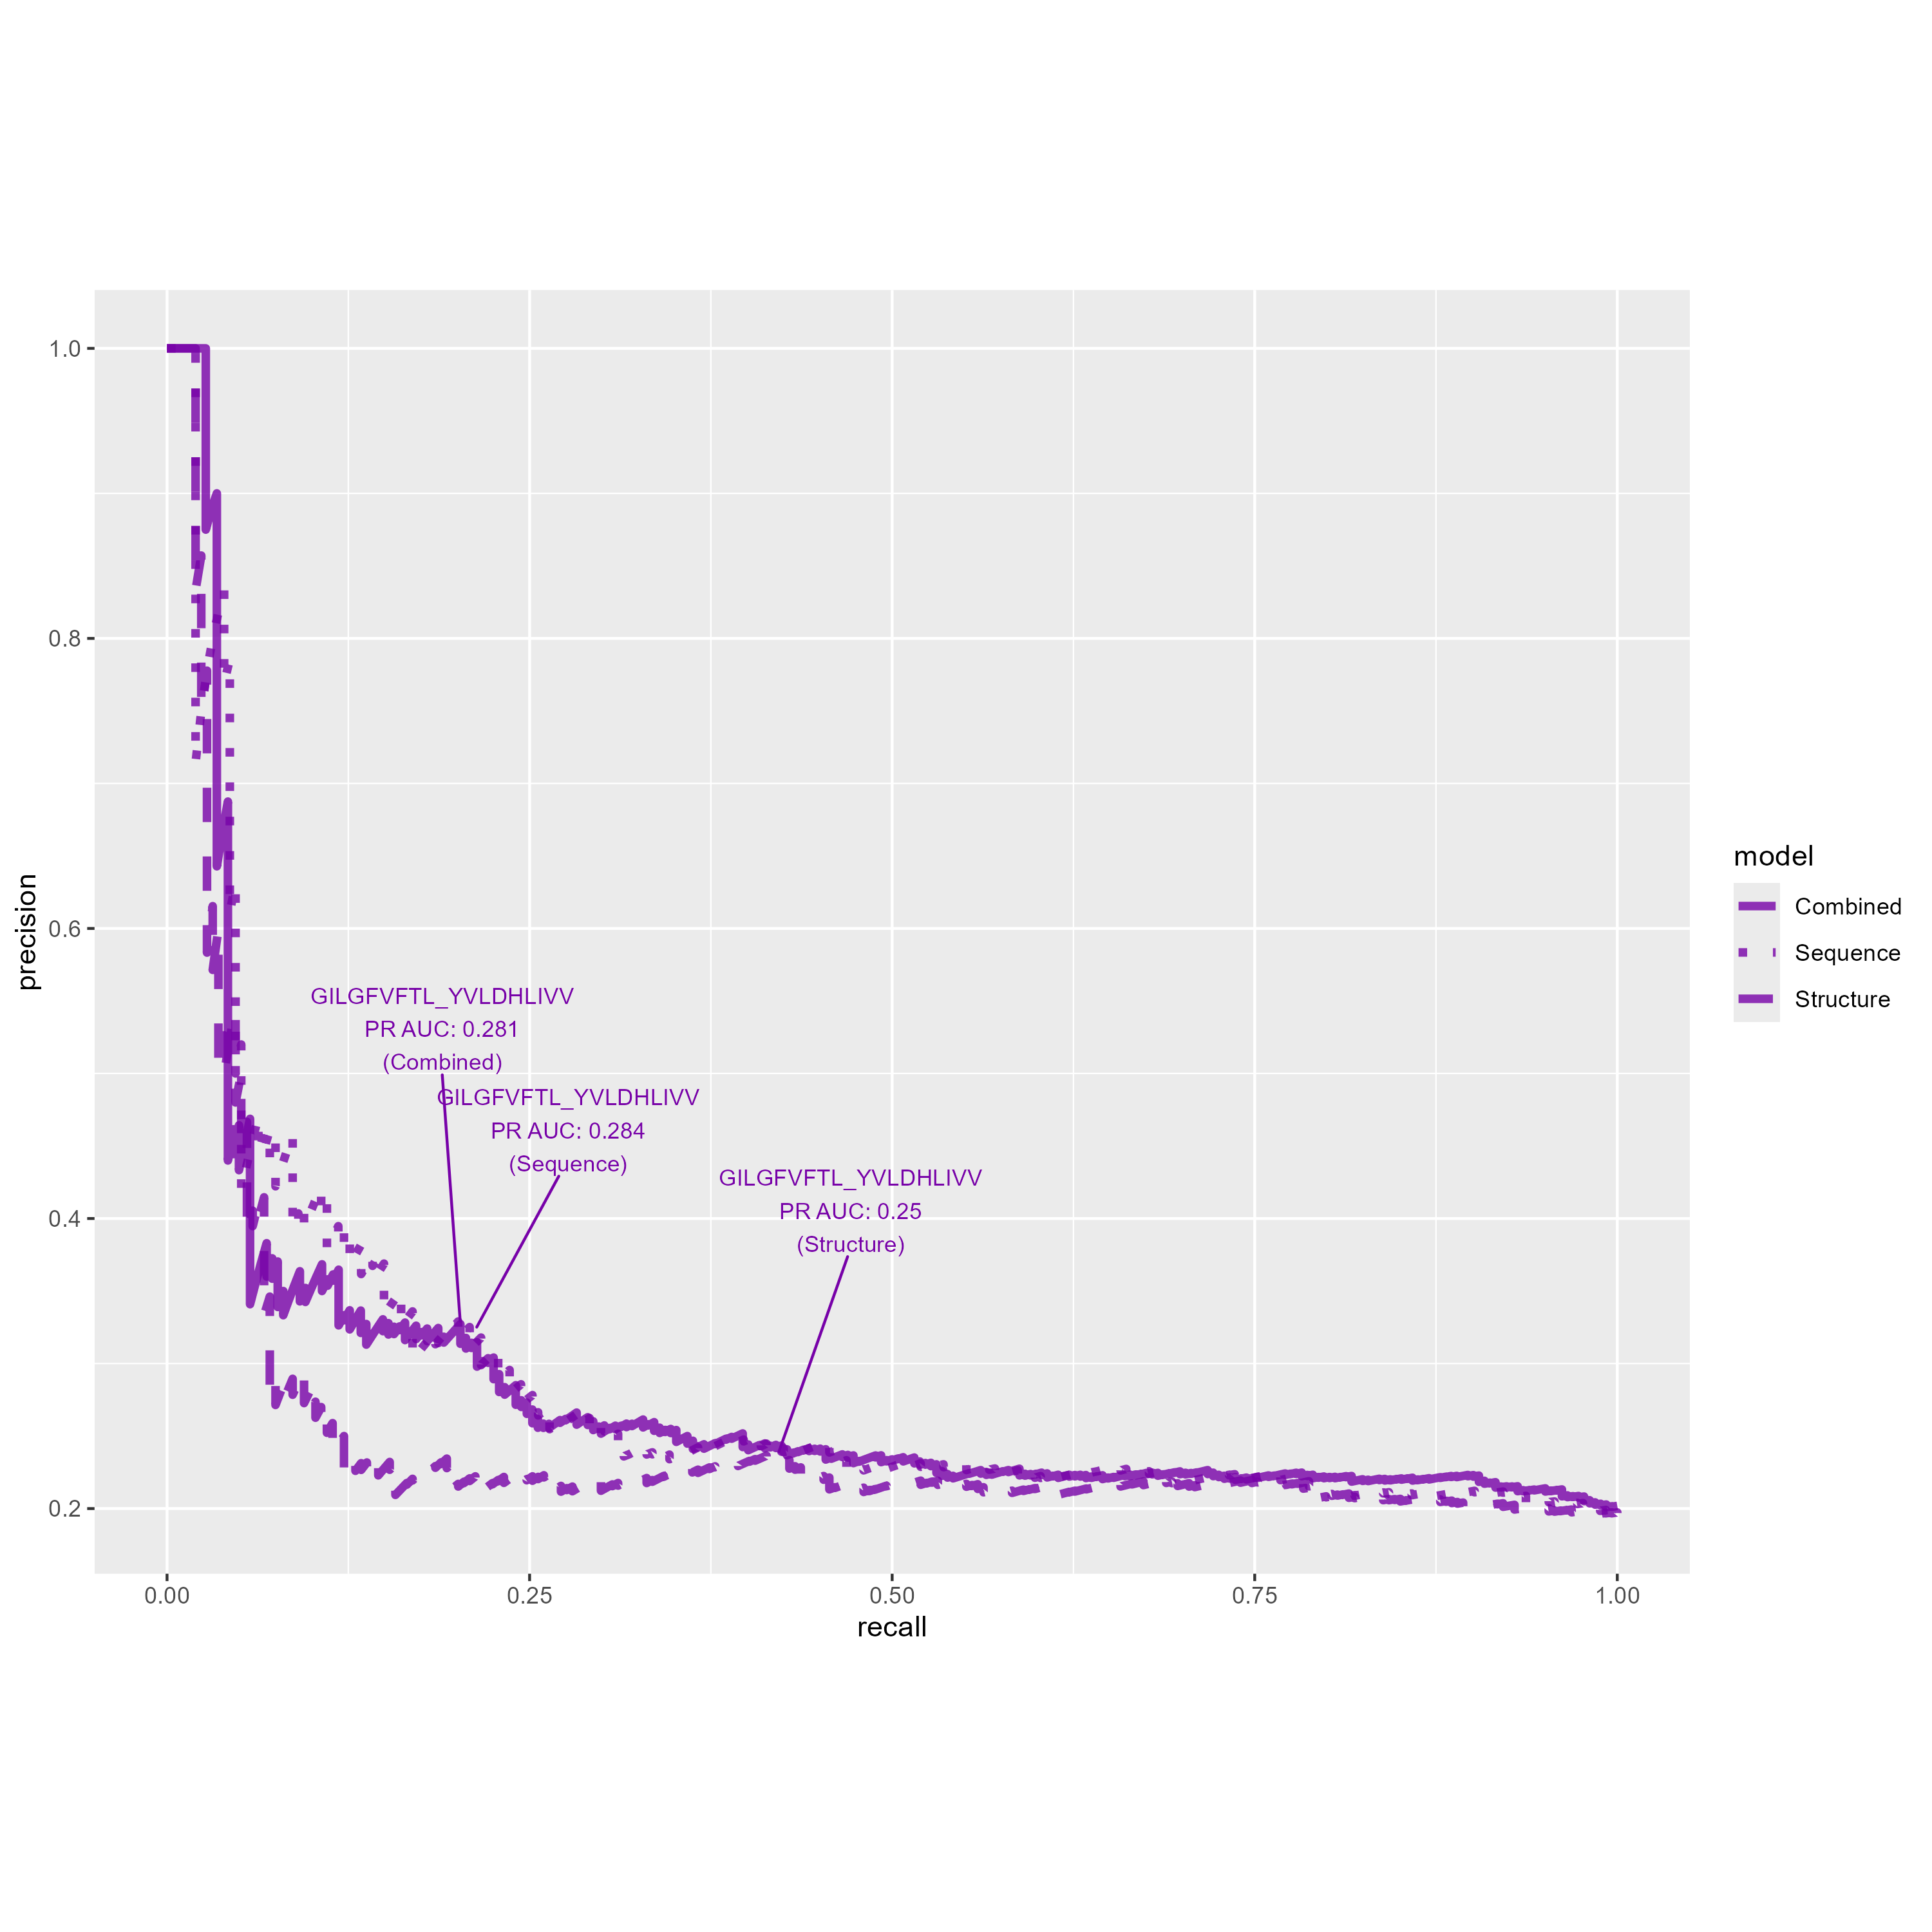 1.0
0.8
0.6
0.4
0.2
precision
0.00
0.25
0.50
0.75
1.00
recall
GILGFVFTL_YVLDHLIVV
PR AUC: 0.281
(Combined)
GILGFVFTL_YVLDHLIVV
PR AUC: 0.284
(Sequence)
GILGFVFTL_YVLDHLIVV
PR AUC: 0.25
(Structure)
model
Combined
Sequence
Structure